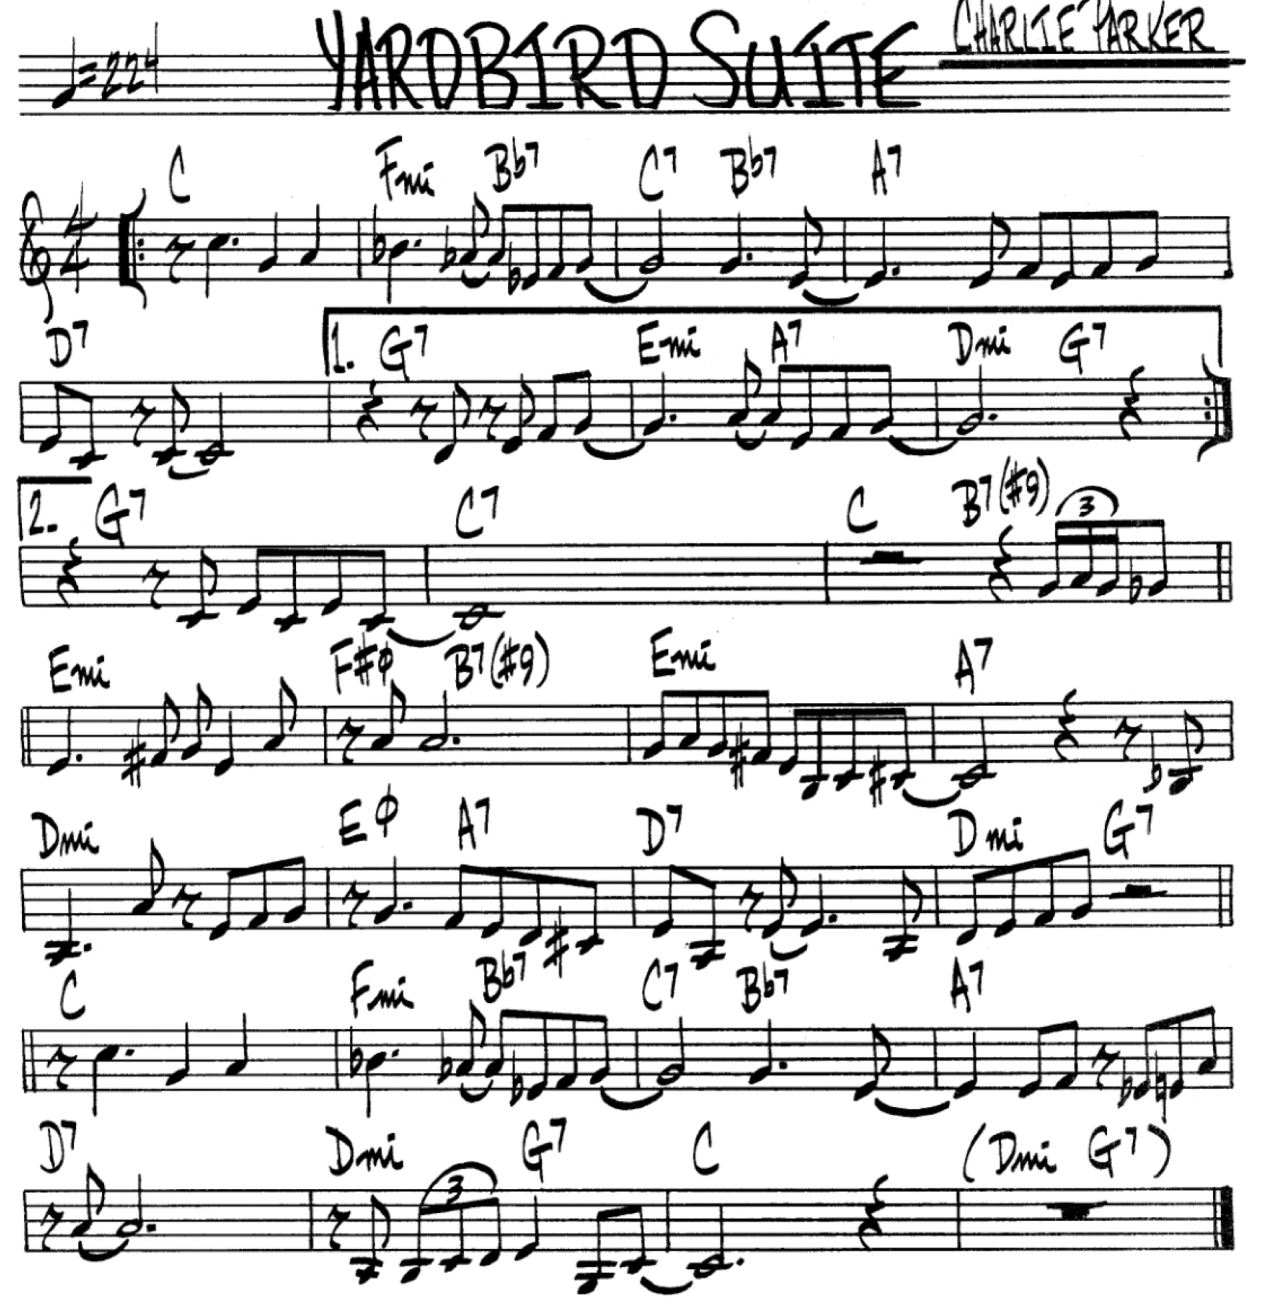 ♩=224 YARDBIRD SUITE CHARLIE PARKER
C Fmi Bb7 C7 Bb7 A7
4/4
D7 1. G7 Emi A7 Dmi G7
2. G7 C7 C B7(#9)
3
Emi F#ø B7(#9) Emi A7
Dmi Eø A7 D7 Dmi G7
C Fmi Bb7 C7 Bb7 A7
D7 Dmi G7 C (Dmi G7)
3